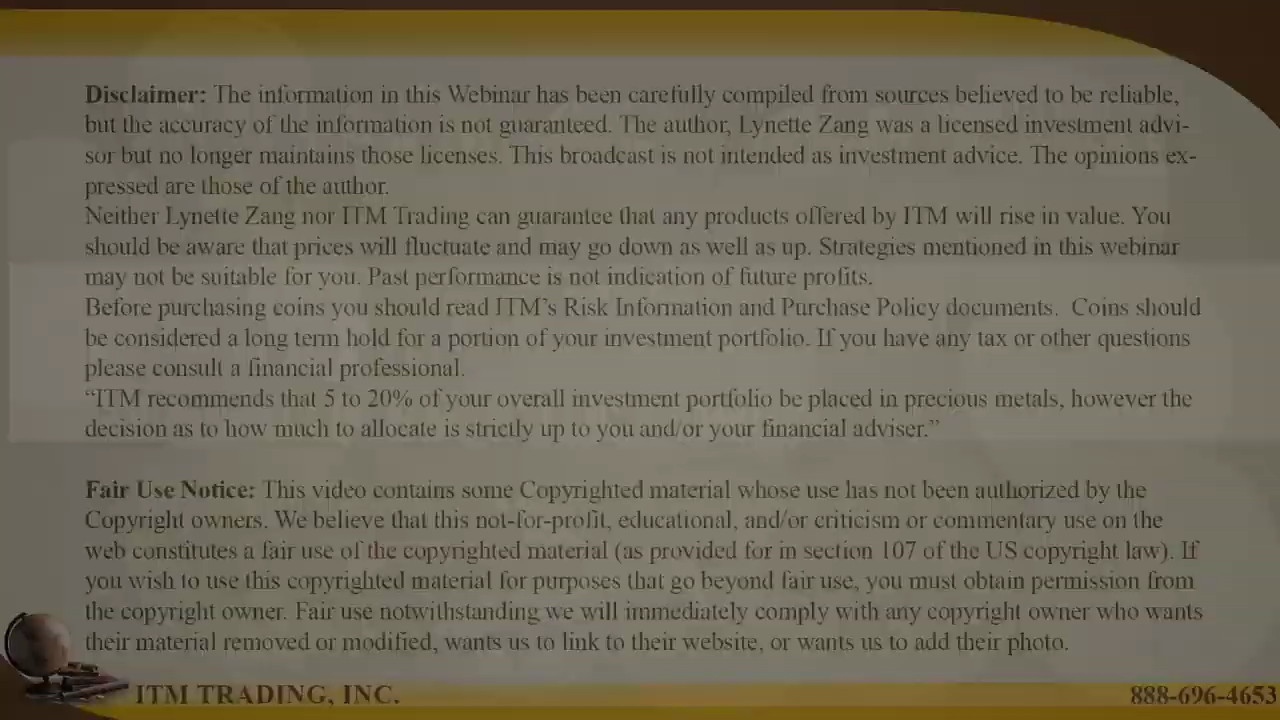 Disclaimer: The information in this Webinar has been carefully compiled from sources believed to be reliable,
but the accuracy of the information is not guaranteed. The author, Lynette Zang was a licensed investment advi-
sor but no longer maintains those licenses. This broadcast is not intended as investment advice. The opinions ex-
pressed are those of the author.
Neither Lynette Zang nor ITM Trading can guarantee that any products offered by ITM will rise in value. You
should be aware that prices will fluctuate and may go down as well as up. Strategies mentioned in this webinar
may not be suitable for you. Past performance is not indication of future profits.
Before purchasing coins you should read ITM’s Risk Information and Purchase Policy documents. Coins should
be considered a long term hold for a portion of your investment portfolio. If you have any tax or other questions
please consult a financial professional.
“ITM recommends that 5 to 20% of your overall investment portfolio be placed in precious metals, however the
decision as to how much to allocate is strictly up to you and/or your financial adviser.”
Fair Use Notice: This video contains some Copyrighted material whose use has not been authorized by the
Copyright owners. We believe that this not-for-profit, educational, and/or criticism or commentary use on the
web constitutes a fair use of the copyrighted material (as provided for in section 107 of the US copyright law). If
you wish to use this copyrighted material for purposes that go beyond fair use, you must obtain permission from
the copyright owner. Fair use notwithstanding we will immediately comply with any copyright owner who wants
their material removed or modified, wants us to link to their website, or wants us to add their photo.
ITM TRADING, INC.
888-696-4653